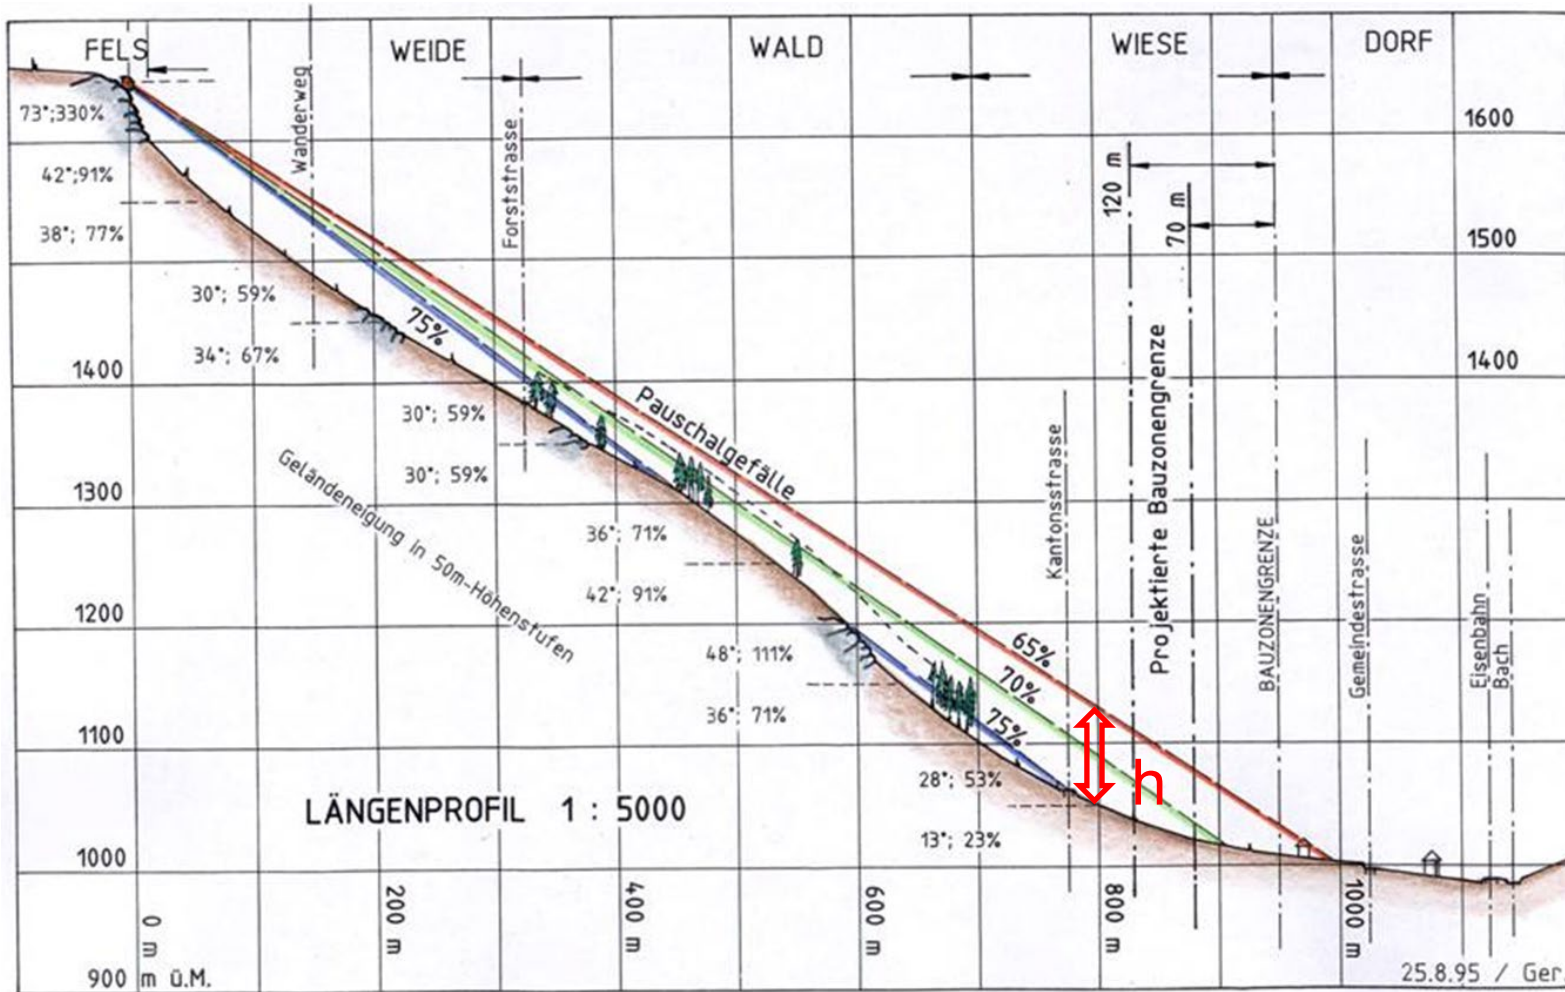 FELS
WEIDE
WALD
WIESE
DORF
73°;330%
42°;91%
38°; 77%
30°; 59%
34°; 67%
30°; 59%
30°; 59%
36°; 71%
42°; 91%
48°; 111%
36°; 71%
28°; 53%
13°; 23%
Wanderweg
Forststrasse
75%
Pauschalgefälle
Geländeneigung in 50m-Höhenstufen
65%
70%
75%
h
Kantonsstrasse
120 m
70 m
Projektierte Bauzonengrenze
BAUZONENGRENZE
Gemeindestrasse
Eisenbahn
Bach
1600
1500
1400
1400
1300
1200
1100
1000
900 m ü.M.
0 m
200 m
400 m
600 m
800 m
1000 m
LÄNGENPROFIL 1 : 5000
25.8.95 / Ger.